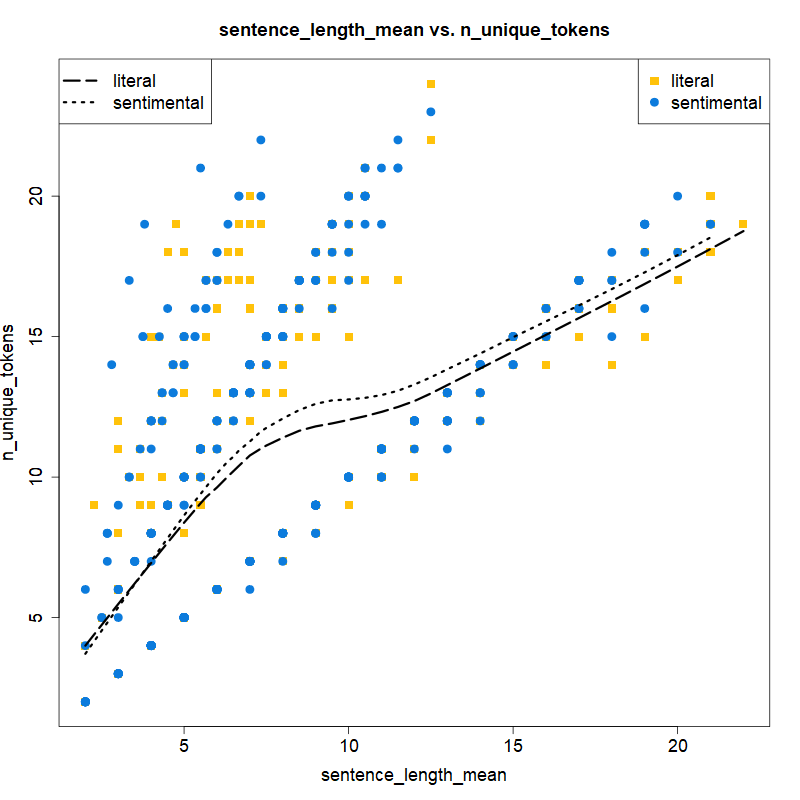 sentence_length_mean vs. n_unique_tokens
literal
sentimental
literal
sentimental
n_unique_tokens
20
15
10
5
5
10
15
20
sentence_length_mean